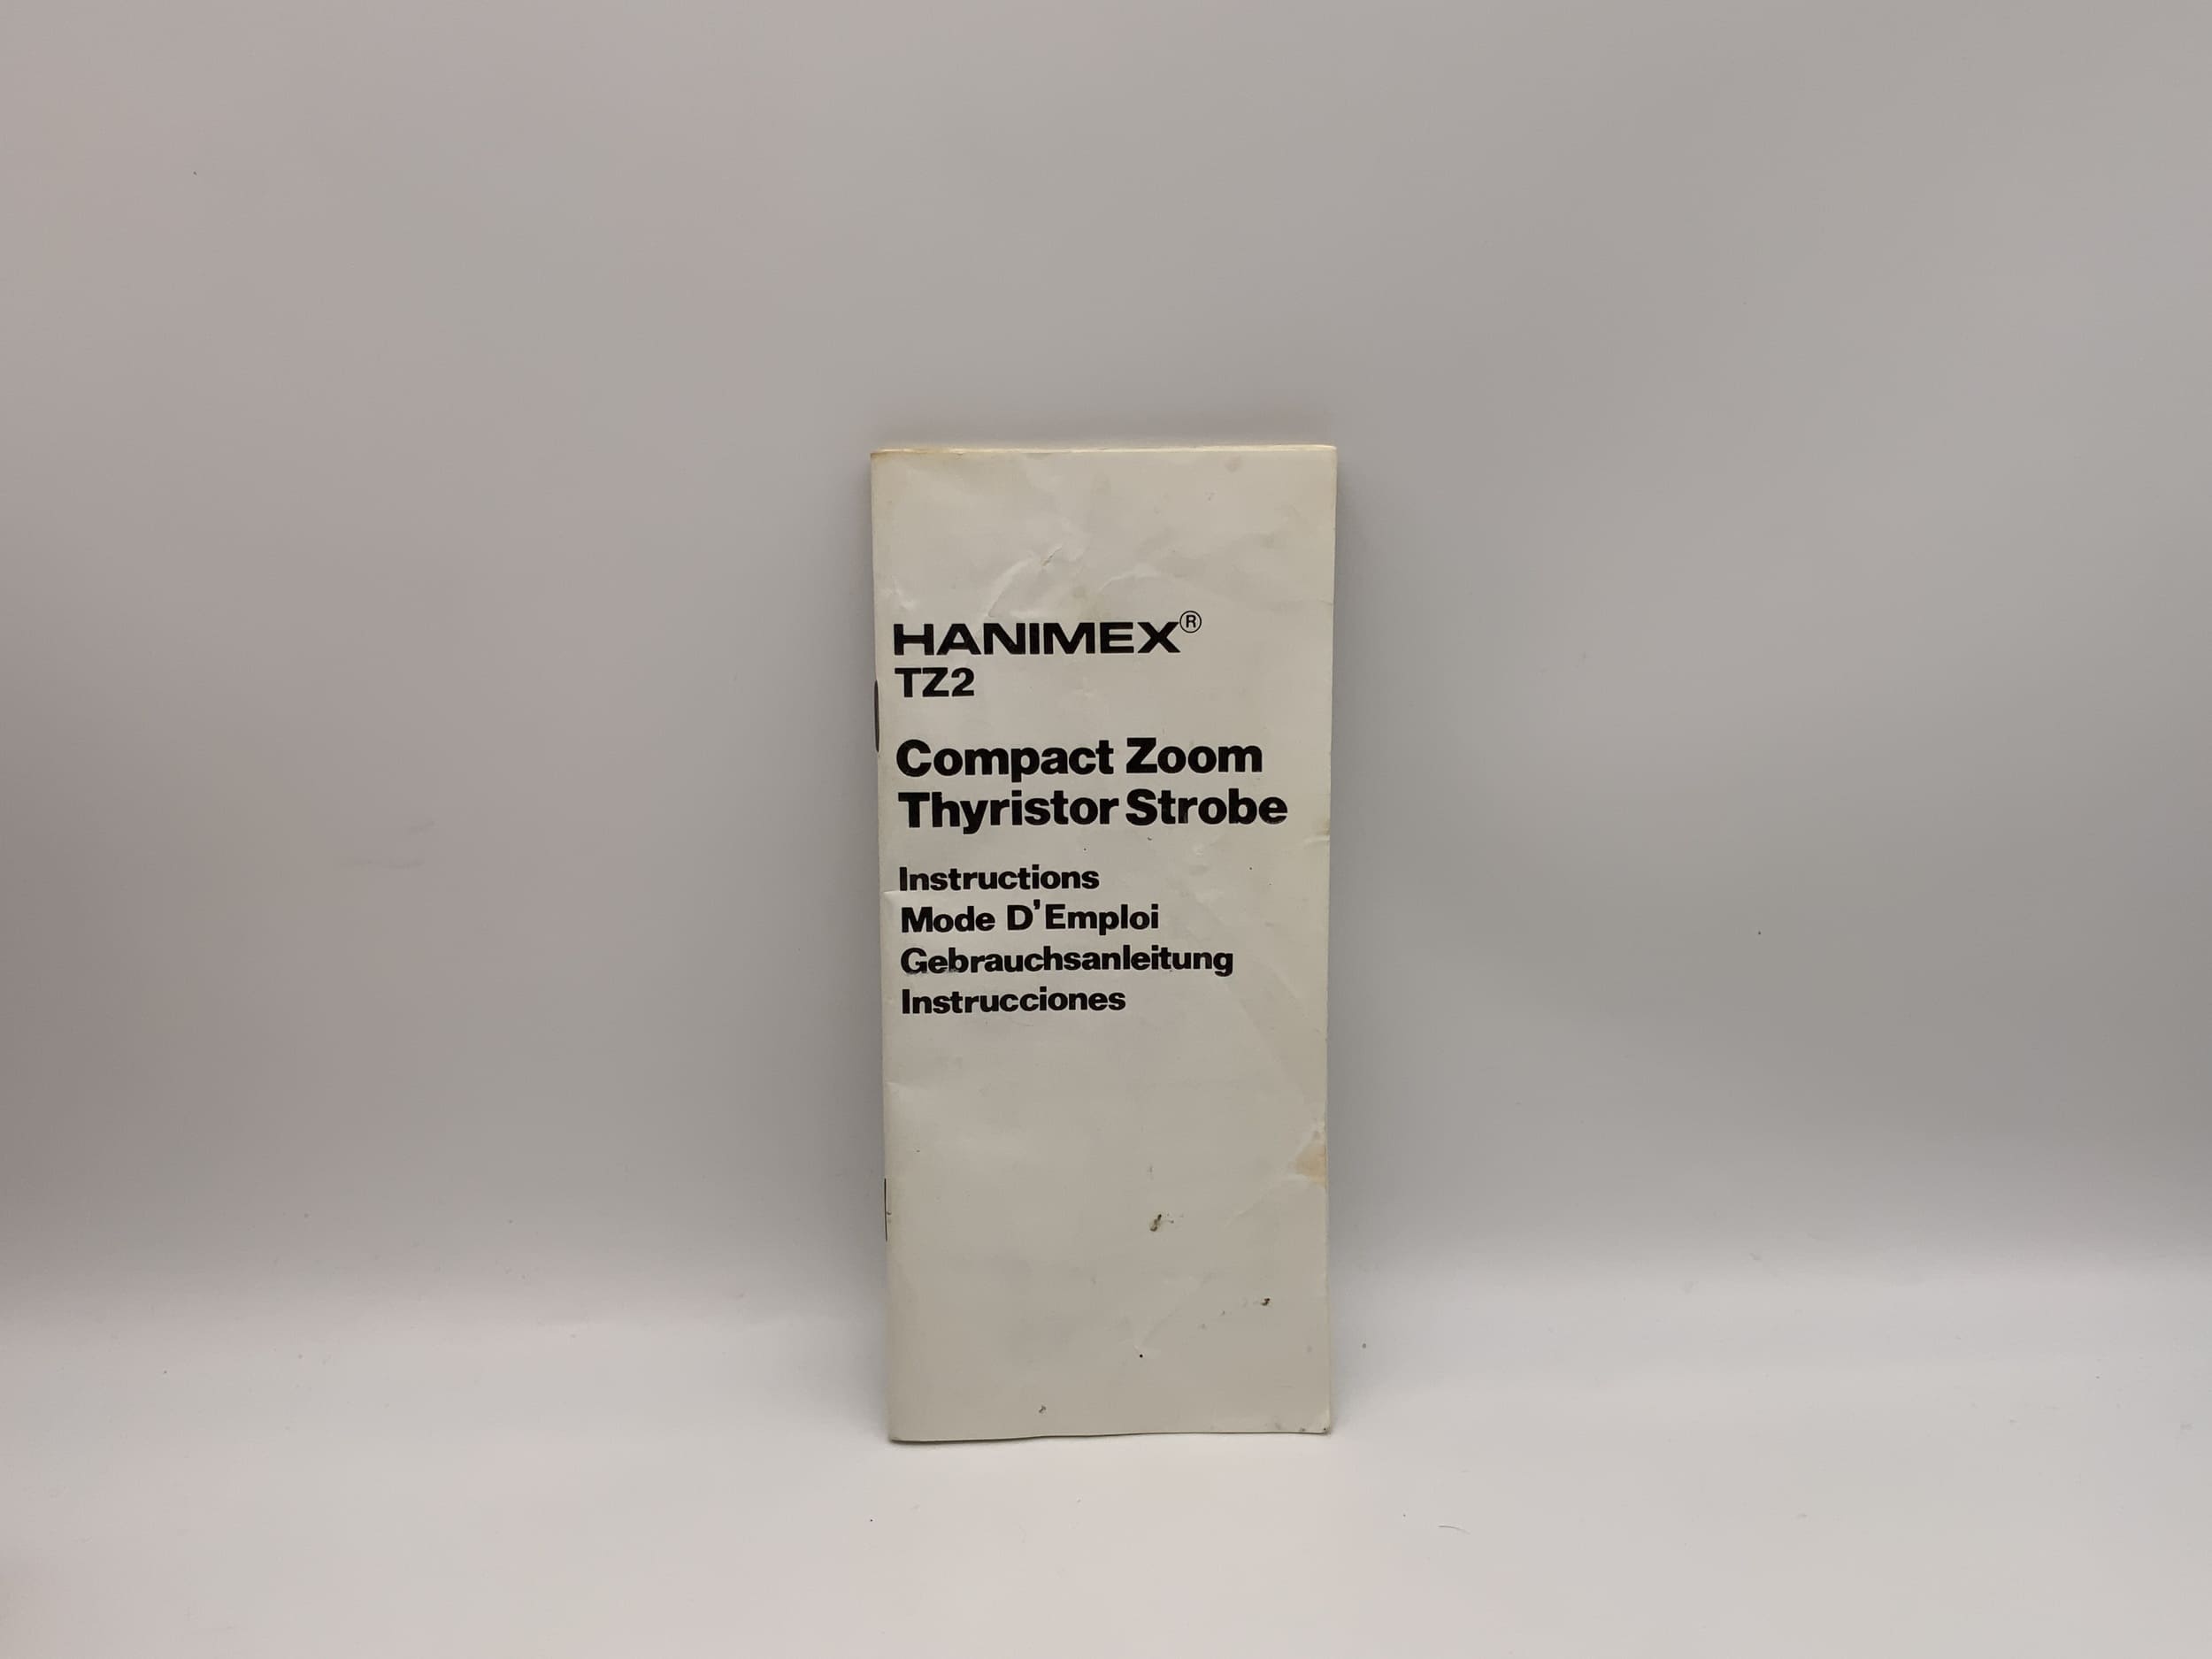 HANIMEX®
TZ2
Compact Zoom
Thyristor Strobe
Instructions
Mode D'Emploi
Gebrauchsanleitung
Instrucciones